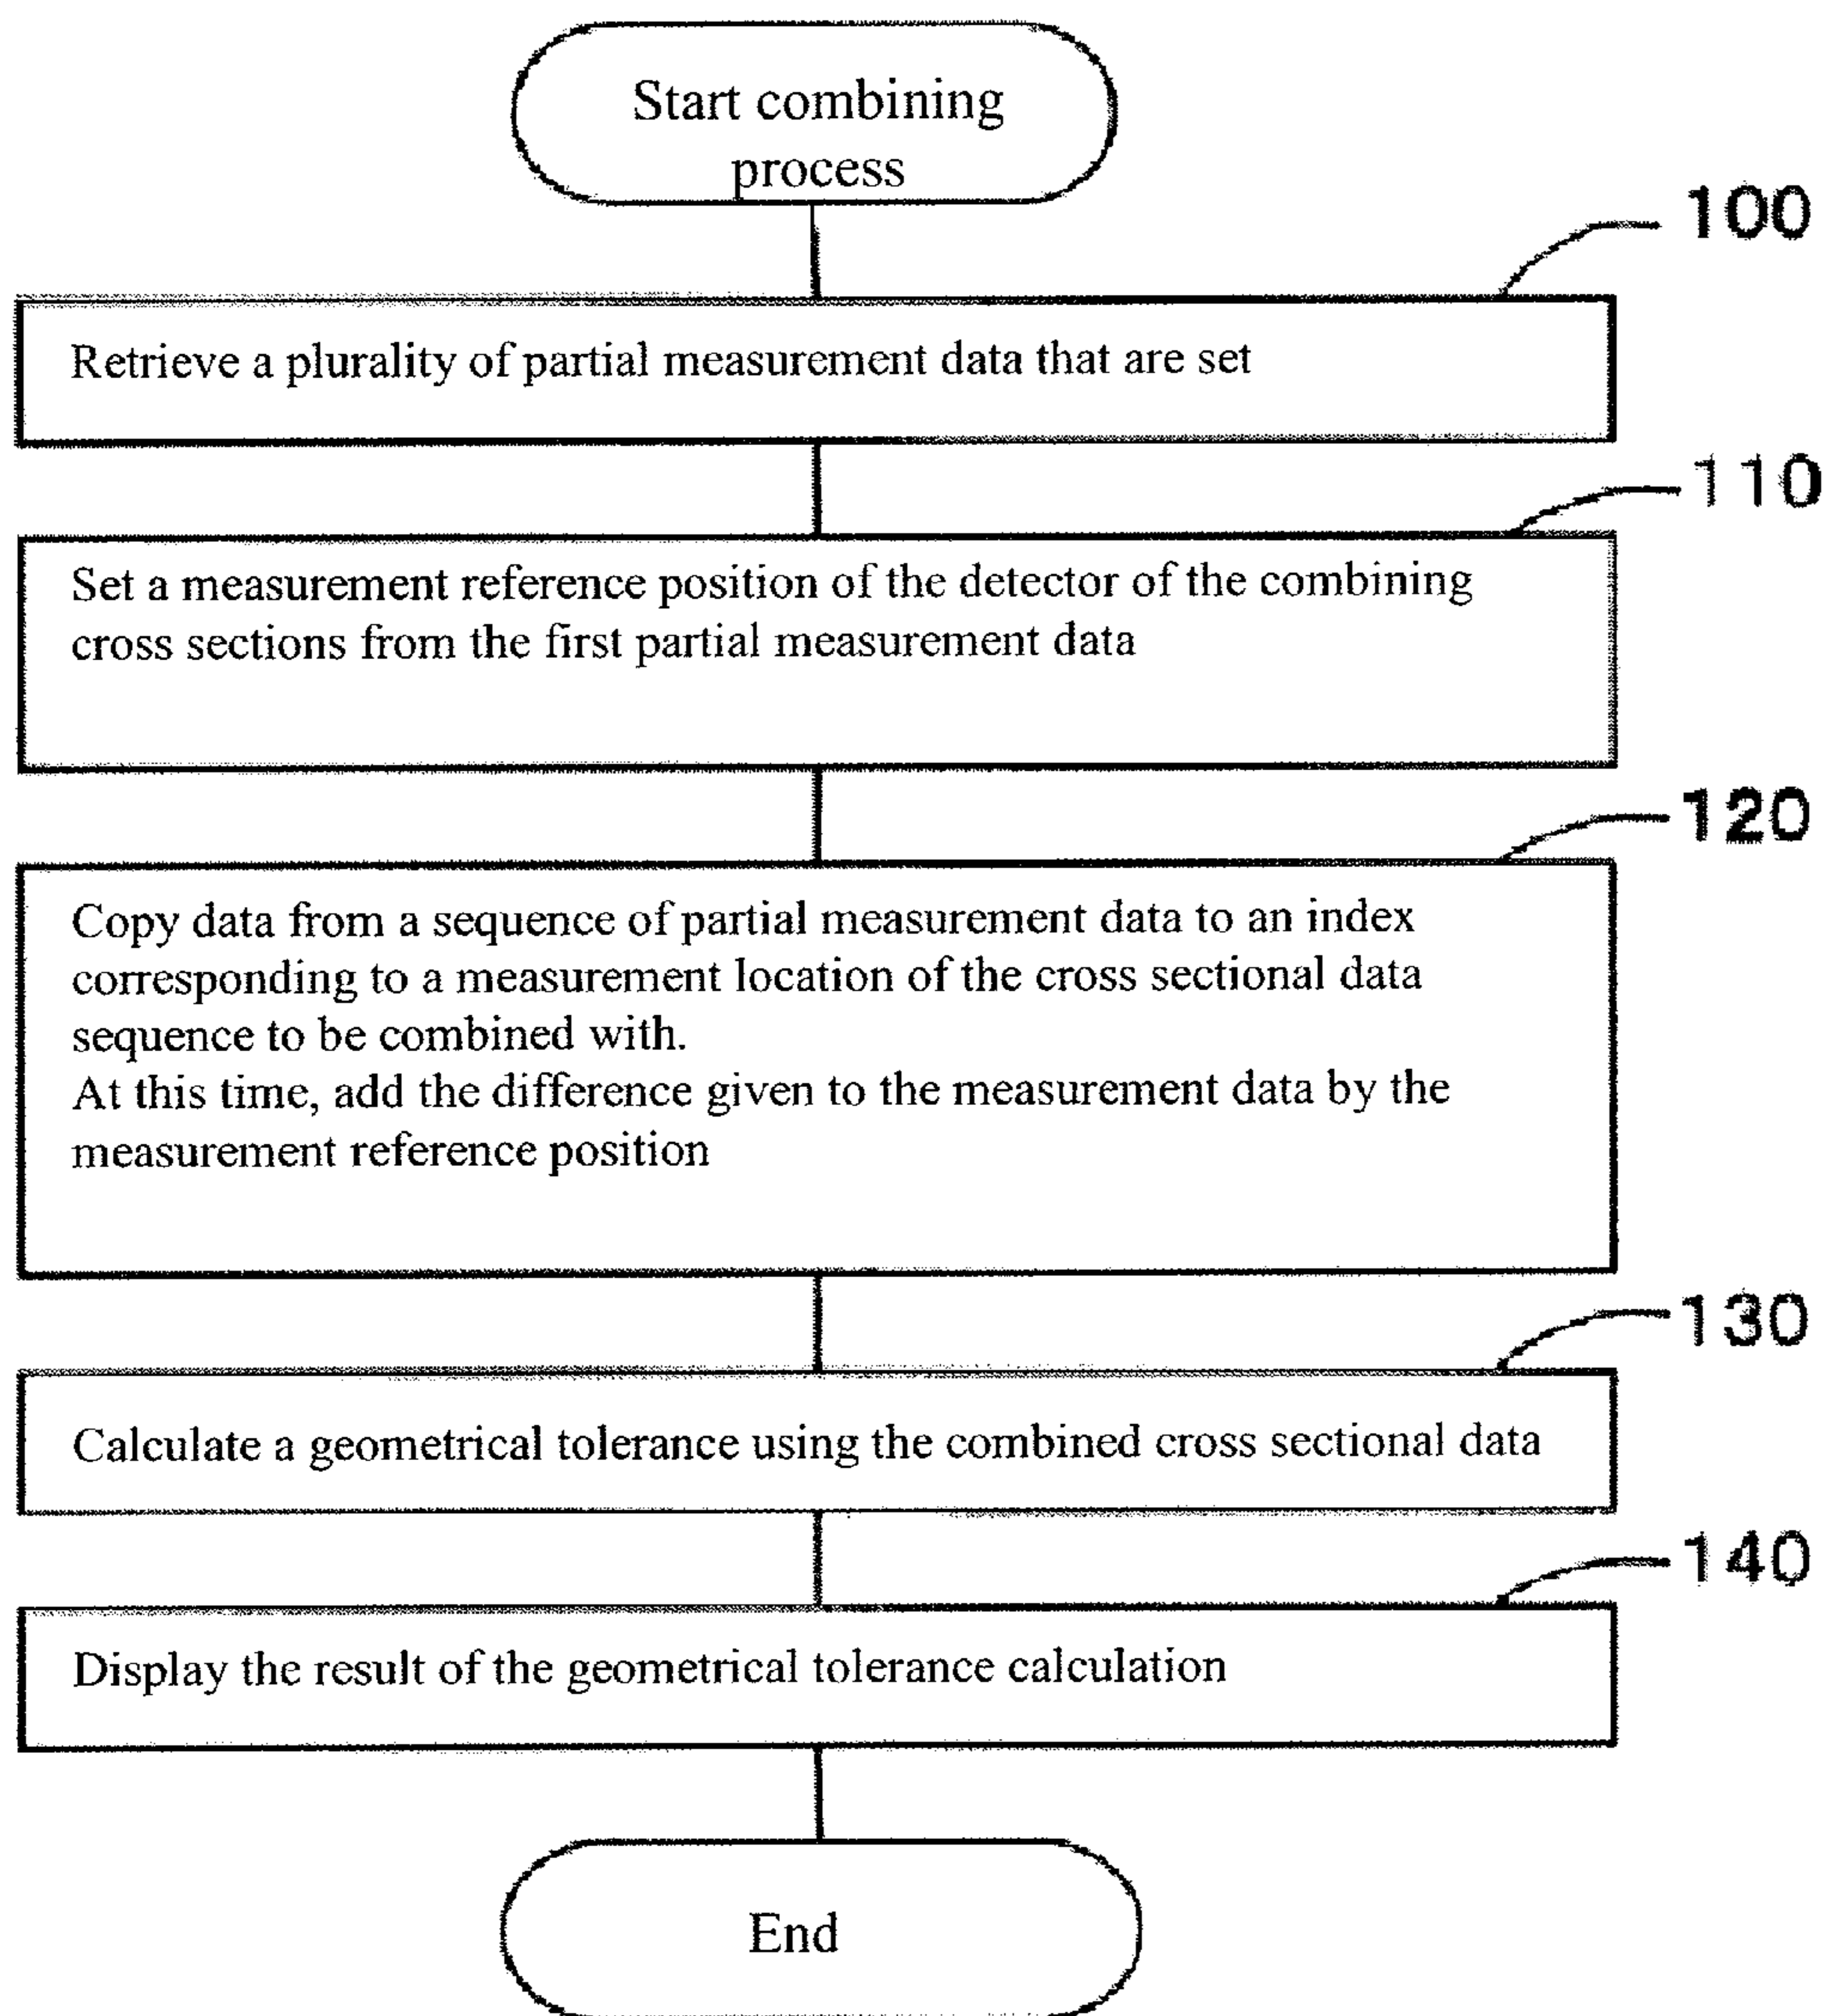 Start combining
process
100
Retrieve a plurality of partial measurement data that are set
110
Set a measurement reference position of the detector of the combining
cross sections from the first partial measurement data
120
Copy data from a sequence of partial measurement data to an index
corresponding to a measurement location of the cross sectional data
sequence to be combined with.
At this time, add the difference given to the measurement data by the
measurement reference position
130
Calculate a geometrical tolerance using the combined cross sectional data
140
Display the result of the geometrical tolerance calculation
End